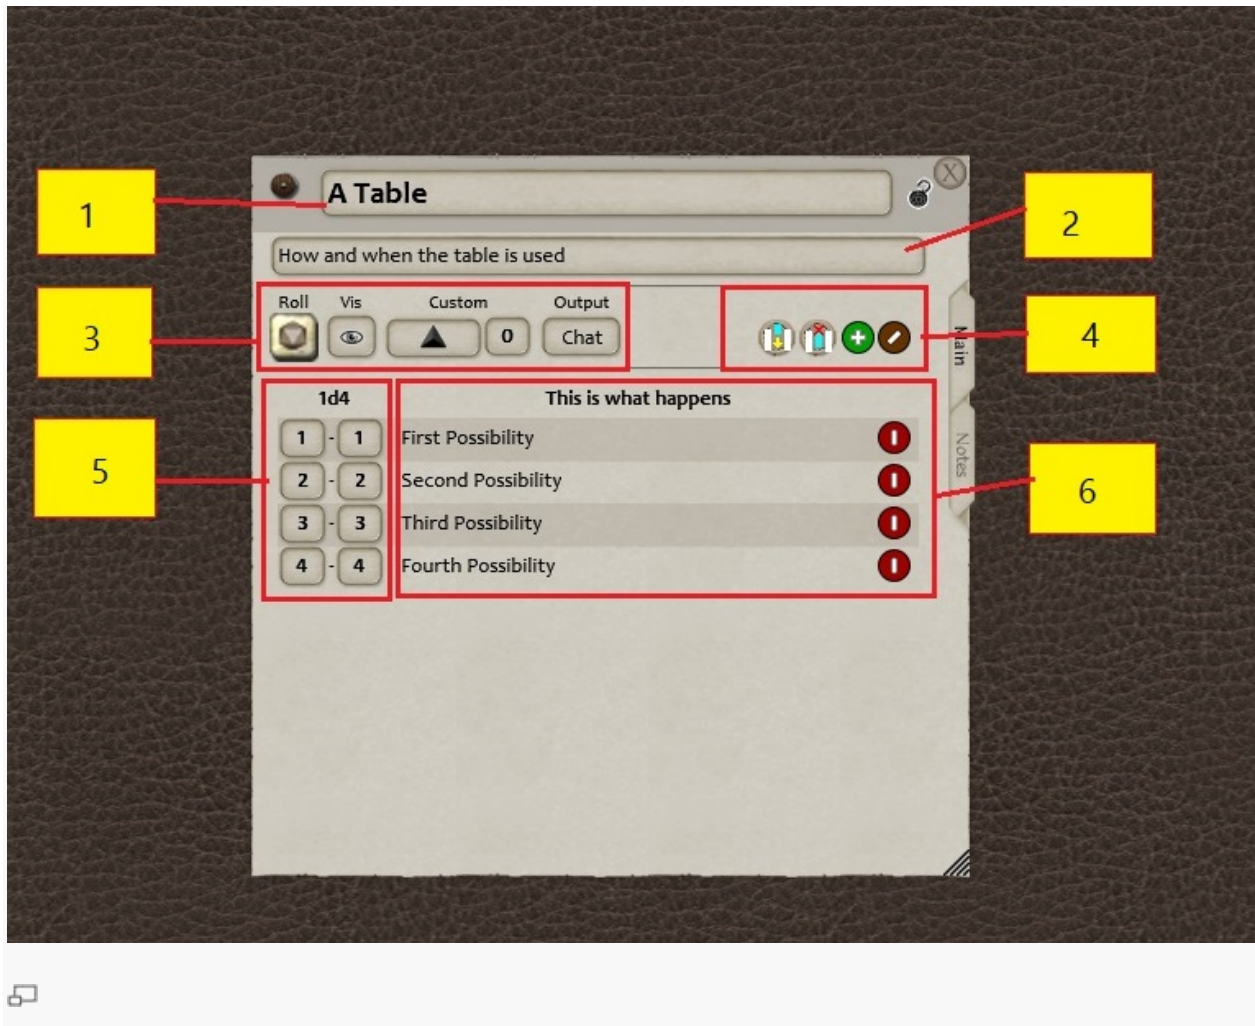 1
A Table
X
2
How and when the table is used
3
Roll Vis Custom Output
0 Chat
4
Main
1d4 This is what happens
1 - 1 First Possibility
5
2 - 2 Second Possibility
Notes
6
3 - 3 Third Possibility
4 - 4 Fourth Possibility